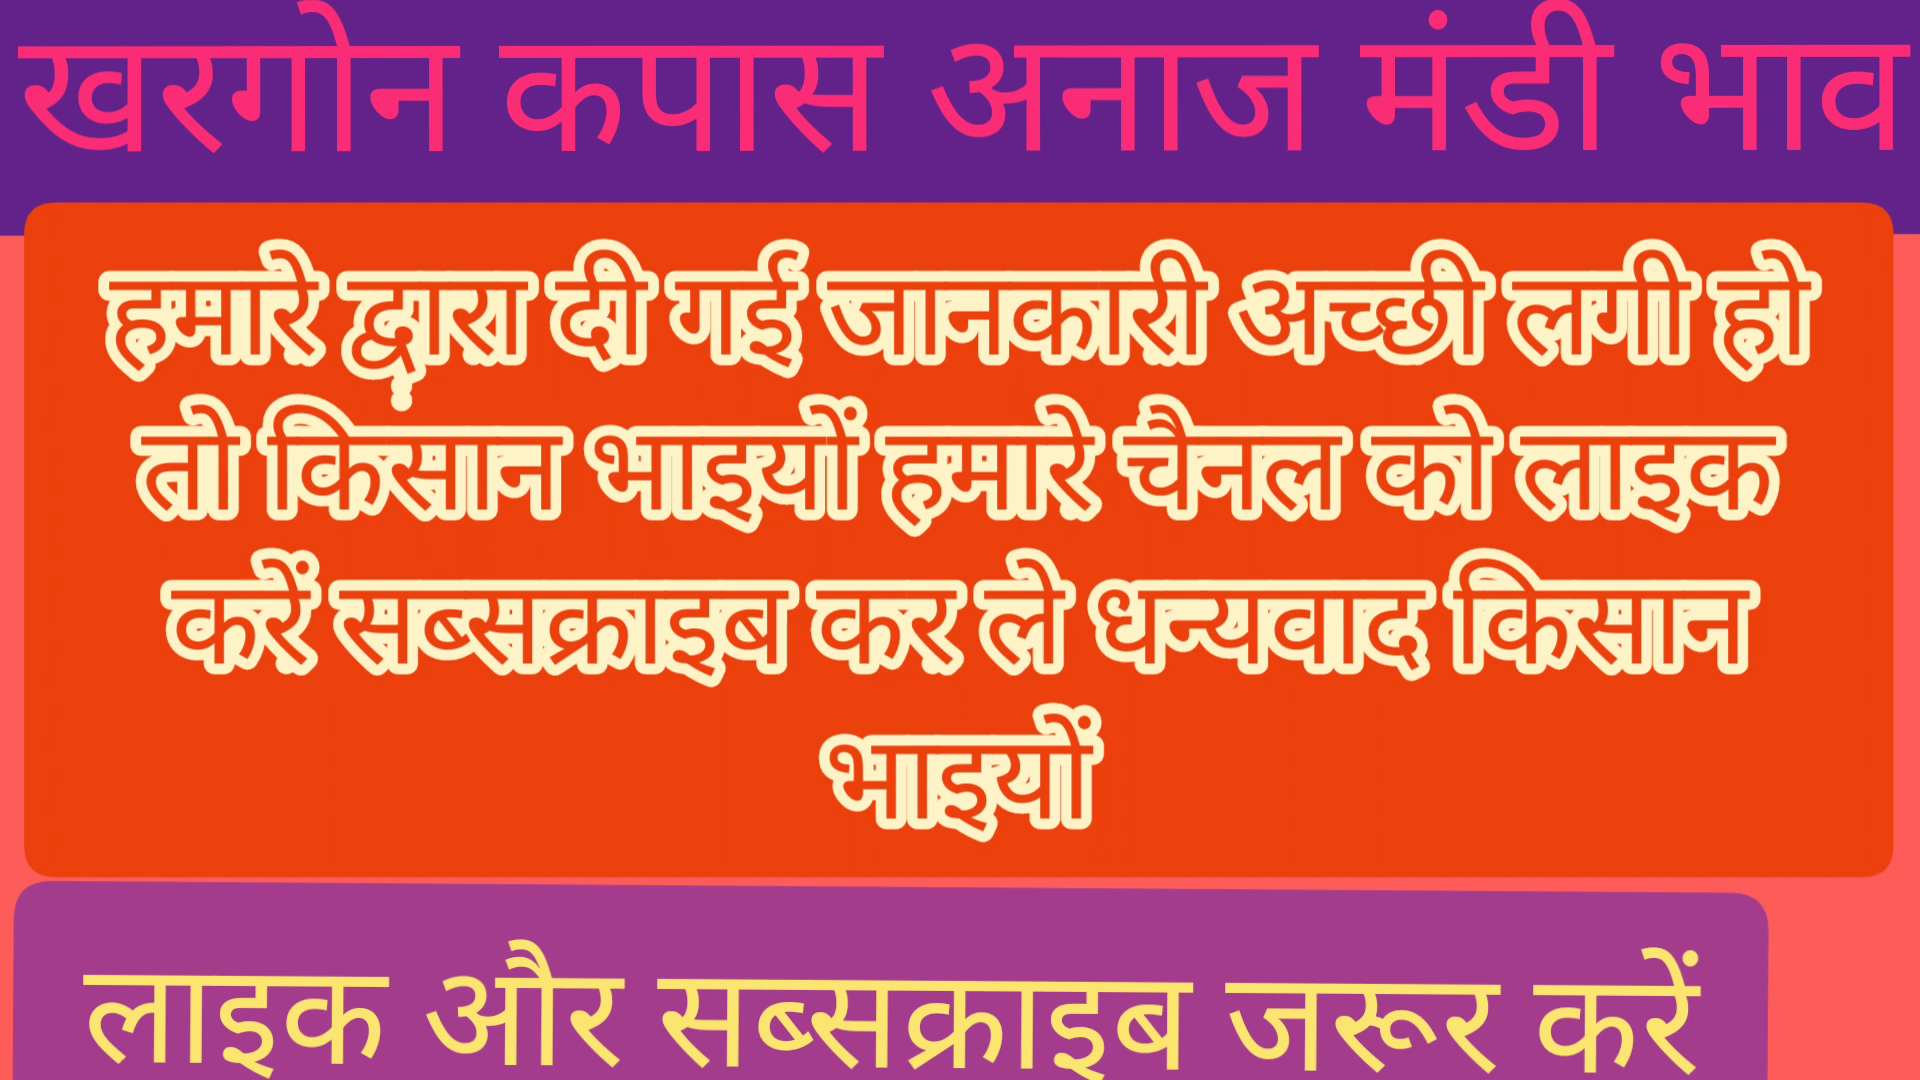 खरगोन कपास अनाज मंडी भाव
हमारे द्वारा दी गई जानकारी अच्छी लगी हो
तो किसान भाइयों हमारे चैनल को लाइक
करें सब्सक्राइब कर ले धन्यवाद किसान
भाइयों
लाइक और सब्सक्राइब जरूर करें